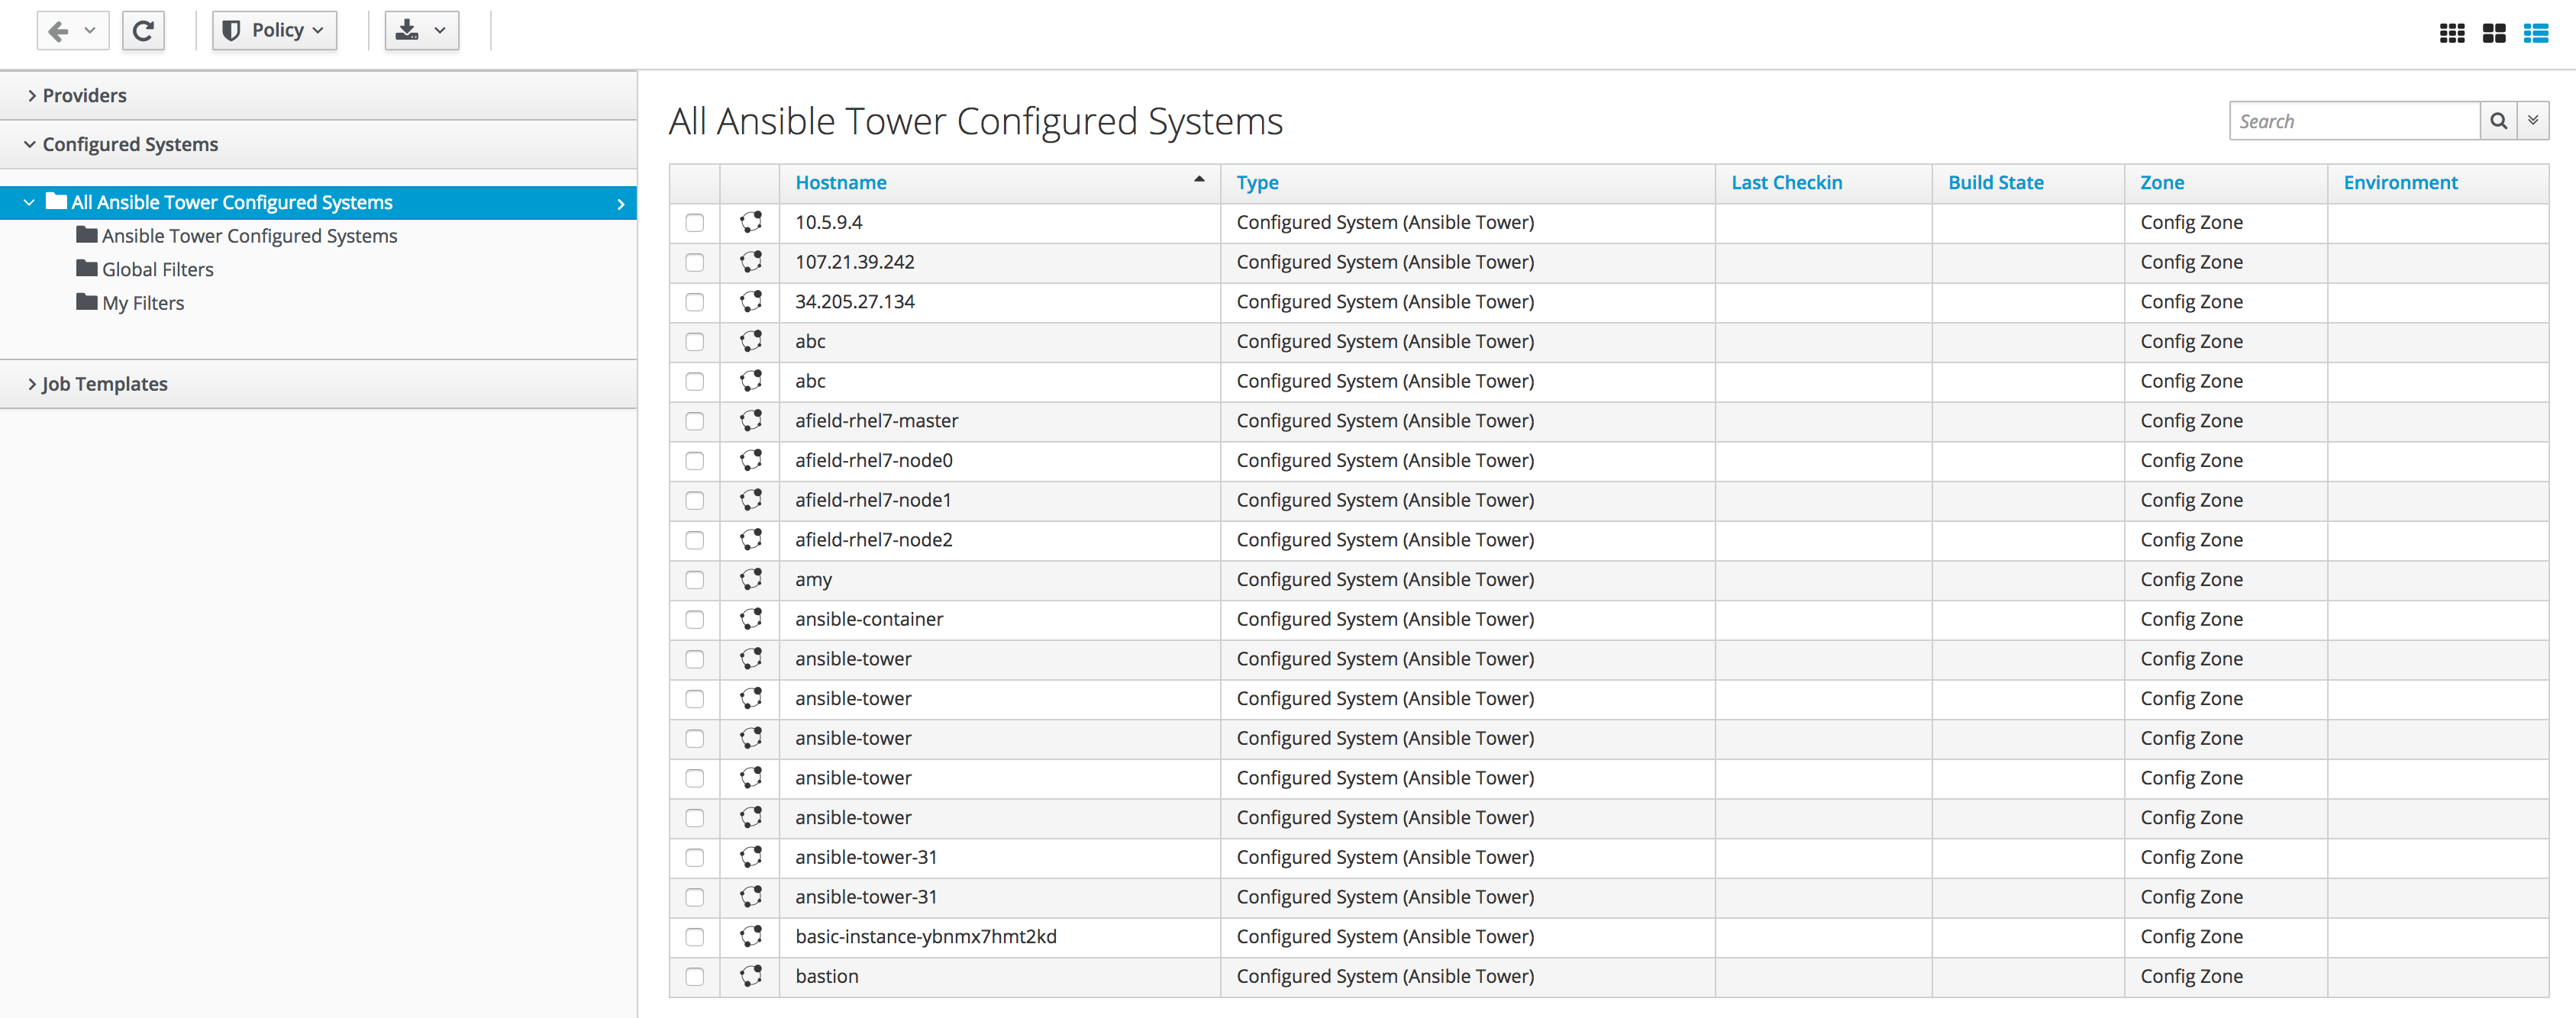 Policy
Providers
Configured Systems
All Ansible Tower Configured Systems
Ansible Tower Configured Systems
Global Filters
My Filters
Job Templates
All Ansible Tower Configured Systems
Search
Hostname Type Last Checkin Build State Zone Environment
10.5.9.4 Configured System (Ansible Tower) Config Zone
107.21.39.242 Configured System (Ansible Tower) Config Zone
34.205.27.134 Configured System (Ansible Tower) Config Zone
abc Configured System (Ansible Tower) Config Zone
abc Configured System (Ansible Tower) Config Zone
afield-rhel7-master Configured System (Ansible Tower) Config Zone
afield-rhel7-node0 Configured System (Ansible Tower) Config Zone
afield-rhel7-node1 Configured System (Ansible Tower) Config Zone
afield-rhel7-node2 Configured System (Ansible Tower) Config Zone
amy Configured System (Ansible Tower) Config Zone
ansible-container Configured System (Ansible Tower) Config Zone
ansible-tower Configured System (Ansible Tower) Config Zone
ansible-tower Configured System (Ansible Tower) Config Zone
ansible-tower Configured System (Ansible Tower) Config Zone
ansible-tower Configured System (Ansible Tower) Config Zone
ansible-tower Configured System (Ansible Tower) Config Zone
ansible-tower-31 Configured System (Ansible Tower) Config Zone
ansible-tower-31 Configured System (Ansible Tower) Config Zone
basic-instance-ybnmx7hmt2kd Configured System (Ansible Tower) Config Zone
bastion Configured System (Ansible Tower) Config Zone